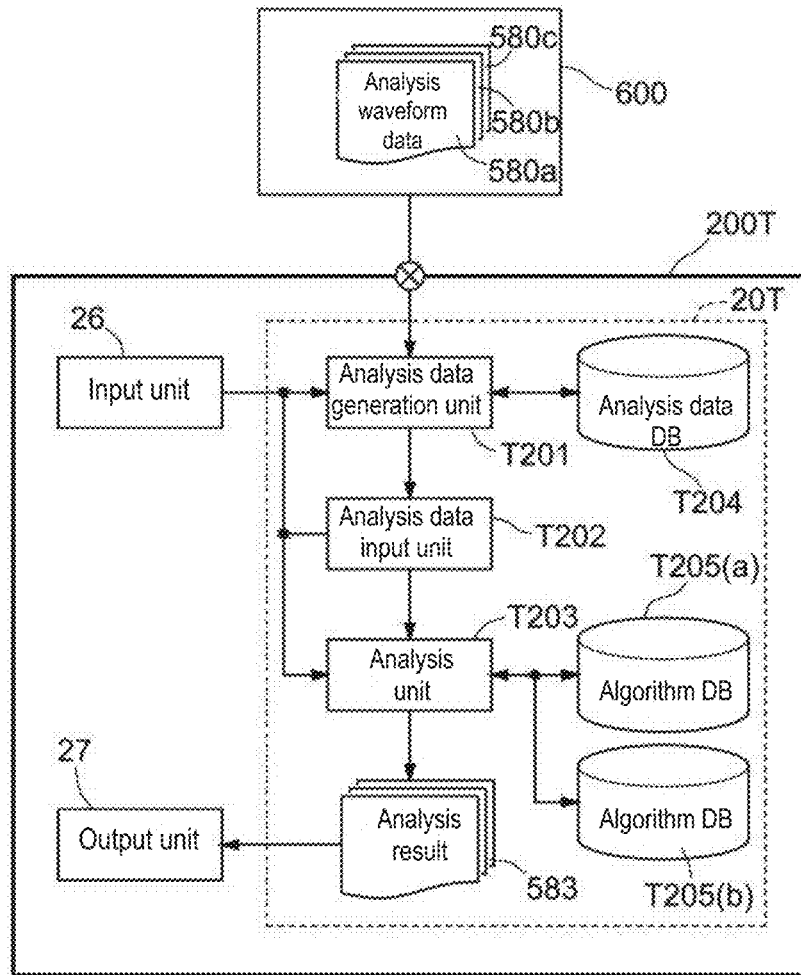 580c
Analysis
waveform
data
580b
600
580a
200T
20T
26
Input unit
Analysis data
generation unit
T201
Analysis data
DB
T204
Analysis data
input unit
T202
T205(a)
T203
Analysis
unit
Algorithm DB
27
Output unit
Analysis
result
583
Algorithm DB
T205(b)